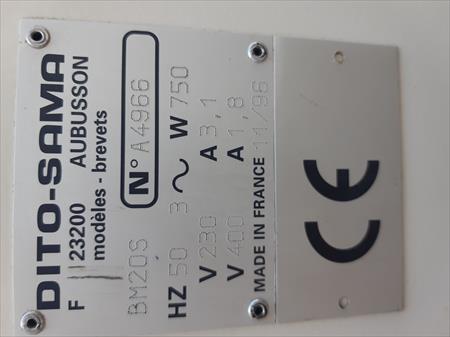 DITO-SAMA
F 23200 AUBUSSON
modèles - brevets
BM20S N° A4966
HZ 50 3 ~ W 750
V 230 A 3,1
V 400 A 1,8
MADE IN FRANCE 11/96
CE